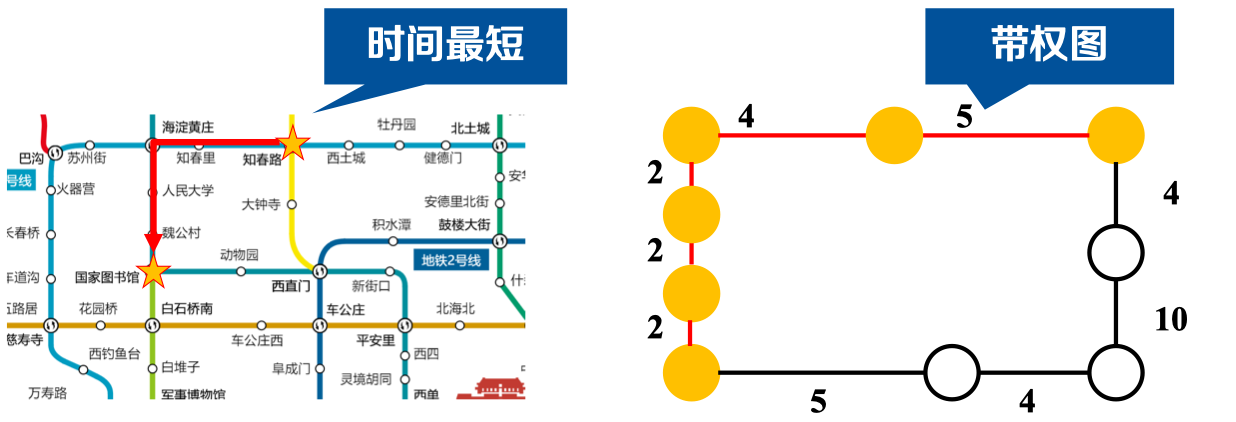 时间最短
带权图
海淀黄庄
牡丹园
北土城
巴沟
苏州街
知春里
知春路
西土城
健德门
号线
火器营
人民大学
安德里北街
大钟寺
积水潭
鼓楼大街
长春桥
魏公村
地铁2号线
动物园
国家图书馆
车道沟
西直门
新街口
什
五路居
花园桥
白石桥南
车公庄
北海北
慈寿寺
车公庄西
平安里
西钓鱼台
白堆子
阜成门
西四
灵境胡同
万寿路
军事博物馆
西单
4
5
2
4
2
2
10
5
4